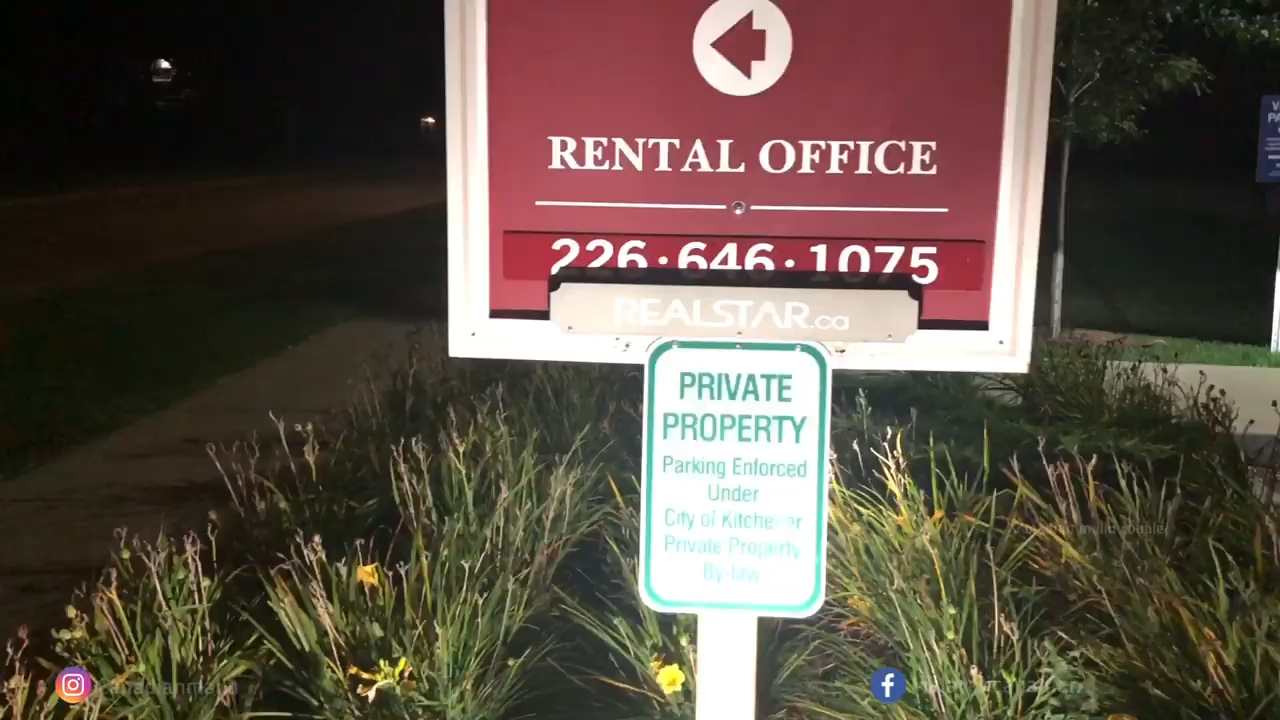 RENTAL OFFICE
226·646·1075
REALSTAR.ca
PRIVATE
PROPERTY
Parking Enforced
Under
City of Kitchener
Private Property
By-law